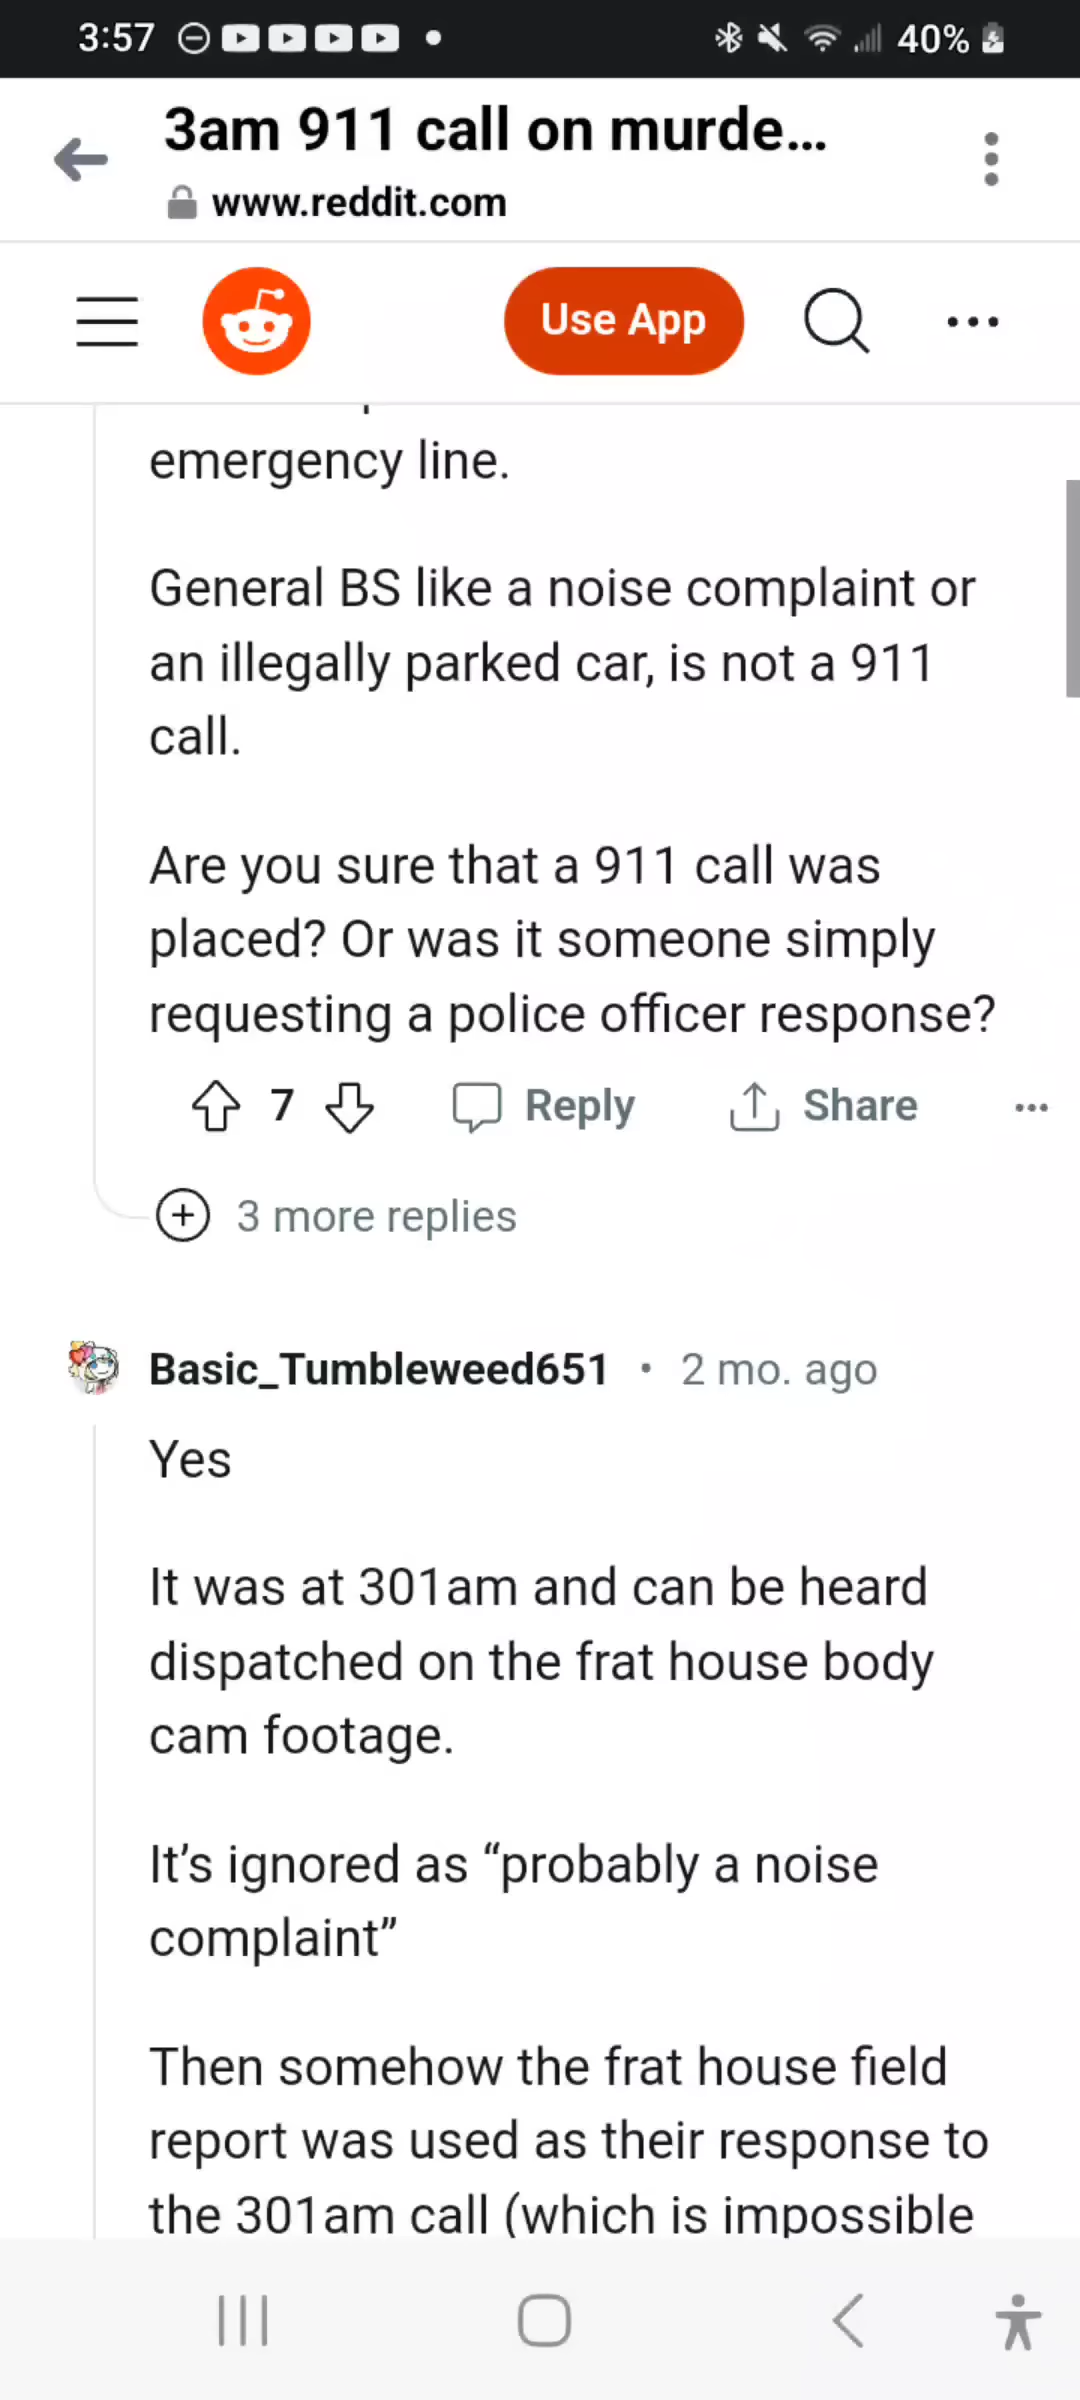 3:57
40%
3am 911 call on murde...
www.reddit.com
Use App
emergency line.
General BS like a noise complaint or
an illegally parked car, is not a 911
call.
Are you sure that a 911 call was
placed? Or was it someone simply
requesting a police officer response?
7 Reply Share
3 more replies
Basic_Tumbleweed651 • 2 mo. ago
Yes
It was at 301am and can be heard
dispatched on the frat house body
cam footage.
It's ignored as “probably a noise
complaint”
Then somehow the frat house field
report was used as their response to
the 301am call (which is impossible